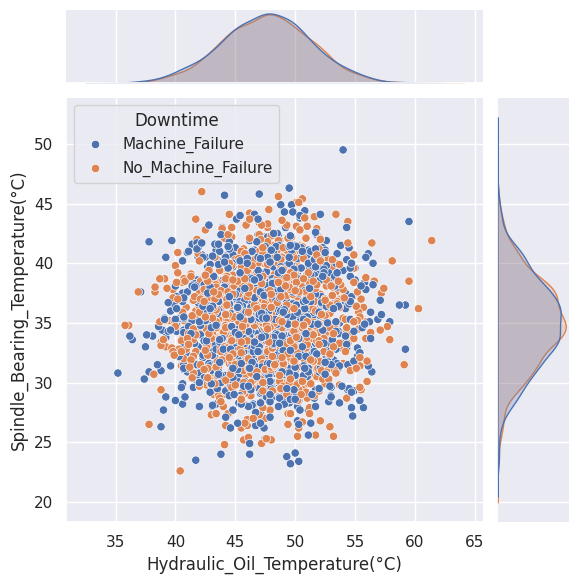 Downtime
Machine_Failure
No_Machine_Failure
50
45
40
35
30
25
20
Spindle_Bearing_Temperature(°C)
35 40 45 50 55 60 65
Hydraulic_Oil_Temperature(°C)